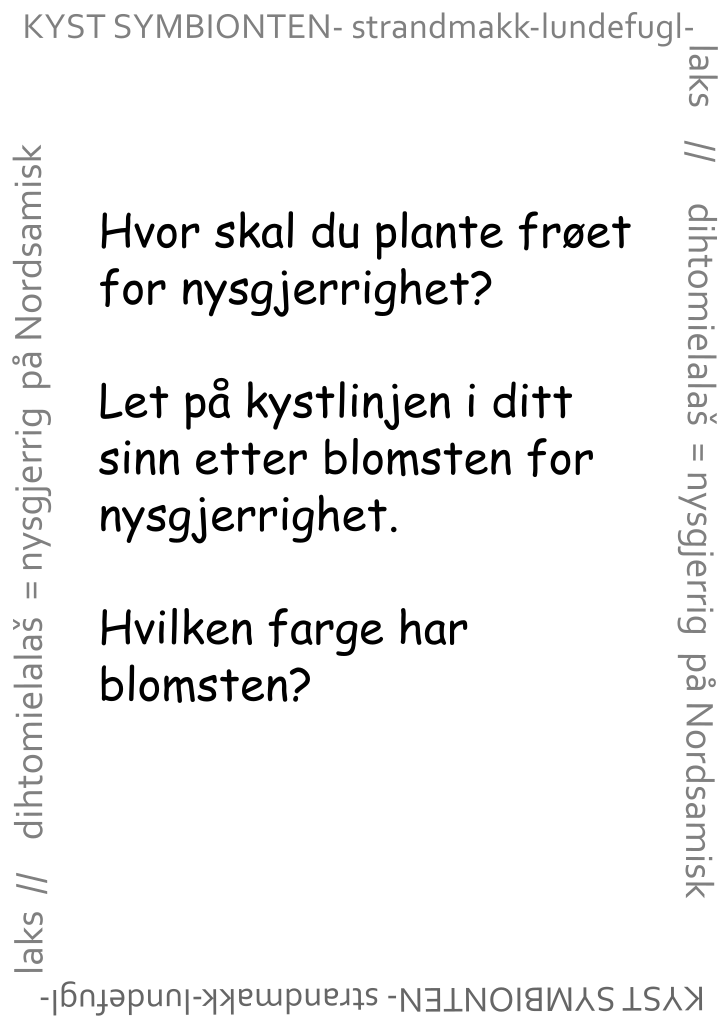 KYST SYMBIONTEN- strandmakk-lundefugl-
laks // dihtomielalaš = nysgjerrig på Nordsamisk
Hvor skal du plante frøet
for nysgjerrighet?
Let på kystlinjen i ditt
sinn etter blomsten for
nysgjerrighet.
Hvilken farge har
blomsten?
KYST SYMBIONTEN- strandmakk-lundefugl-
laks // dihtomielalaš = nysgjerrig på Nordsamisk